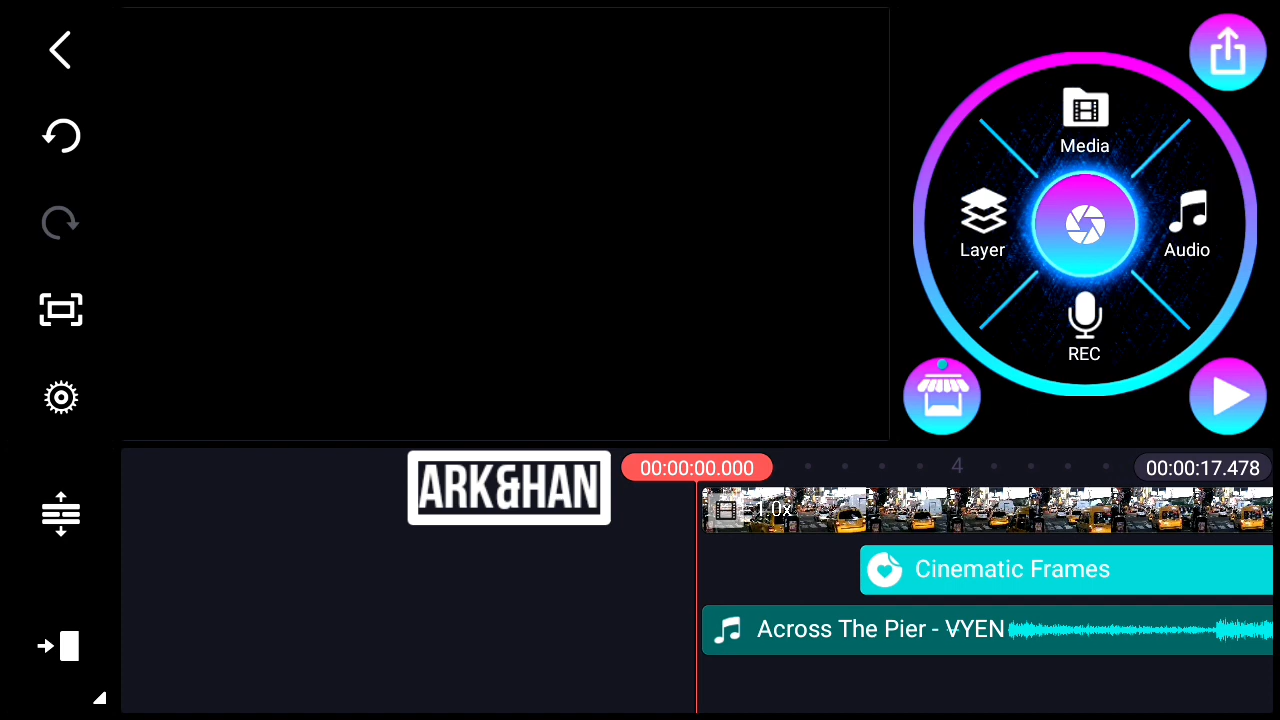 Media
Layer
Audio
REC
ARK&HAN
00:00:00.000
4
00:00:17.478
1.0x
Cinematic Frames
Across The Pier - VYEN